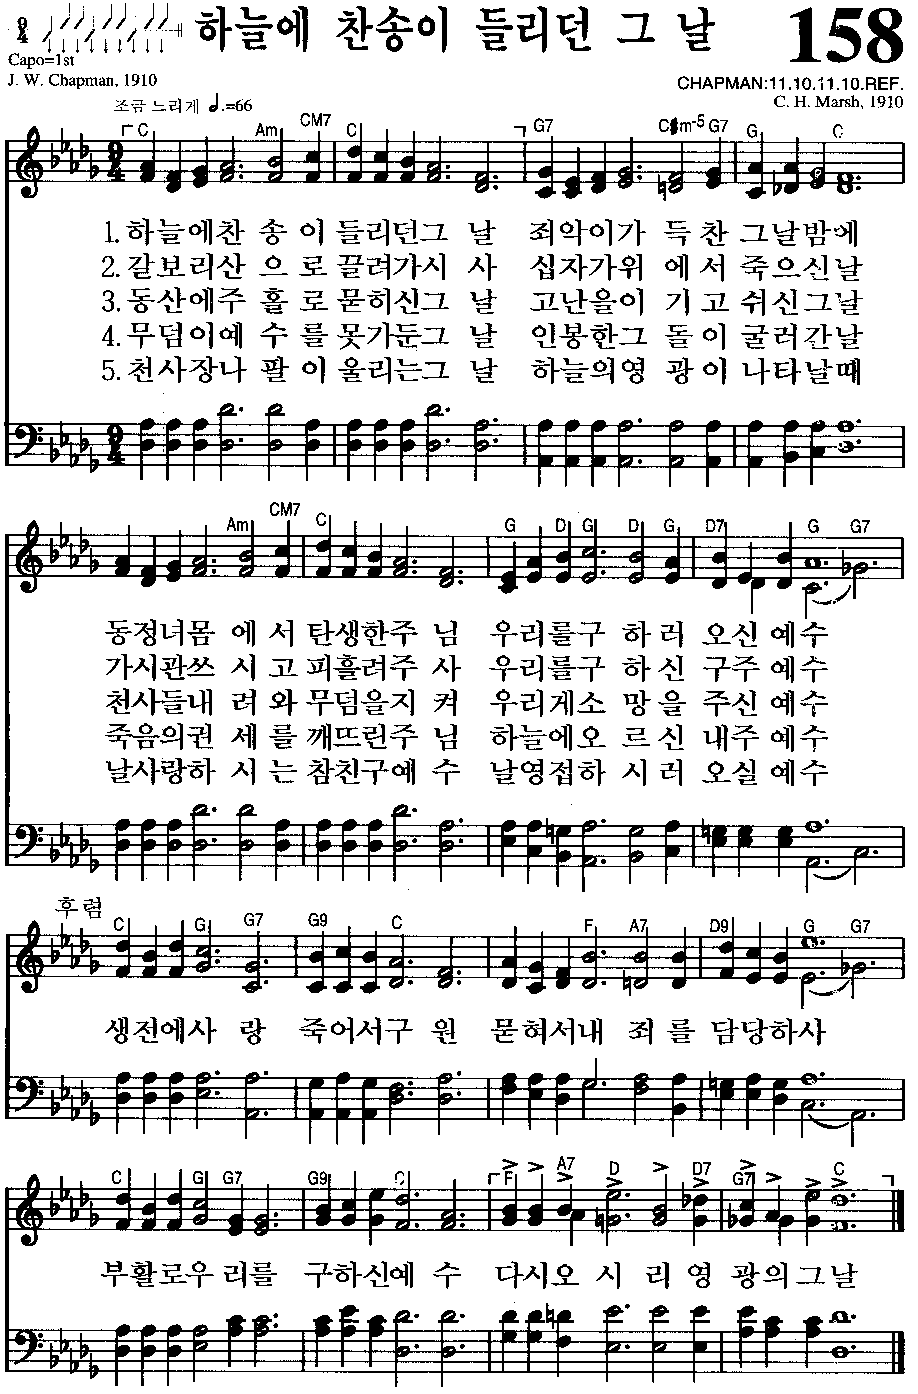 9/4 하늘에 찬송이 들리던 그 날 158
Capo=1st
J. W. Chapman, 1910
CHAPMAN:11.10.11.10.REF.
C. H. Marsh, 1910
조금 느리게 ♩.=66
C Am CM7 C G7 C#m-5 G7 G C
1.하늘에찬 송 이 들리던그 날 죄악이가 득 찬 그날밤에
2.갈보리산 으 로 끌려가시 사 십자가위 에 서 죽으신날
3.동산에주 홀 로 묻히신그 날 고난을이 기 고 쉬신그날
4.무덤이예 수 를 못가둔그 날 인봉한그 돌 이 굴러간날
5.천사장나 팔 이 울리는그 날 하늘의영 광 이 나타날때
Am CM7 C G D G D G D7 G G7
동정녀몸 에 서 탄생한주 님 우리를구 하 러 오신 예수
가시관쓰 시 고 피흘려주 사 우리를구 하 신 구주 예수
천사들내 려 와 무덤을지 켜 우리게소 망 을 주신 예수
죽음의권 세 를 깨뜨린주 님 하늘에오 르 신 내주 예수
날사랑하 시 는 참친구예 수 날영접하 시 러 오실 예수
후렴
C G G7 G9 C F A7 D9 G G7
생전에사 랑 죽어서구 원 묻혀서내 죄 를 담당하사
C G G7 G9 C F A7 D D7 G7 C
부활로우 리를 구하신예 수 다시오 시 리 영 광의그날